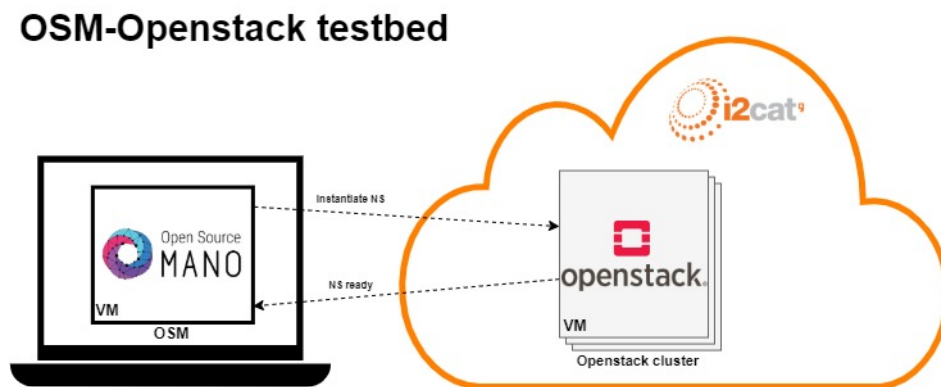 OSM-Openstack testbed
i2cat
Instantiate NS
Open Source
MANO
VM
OSM
NS ready
openstack.
VM
Openstack cluster